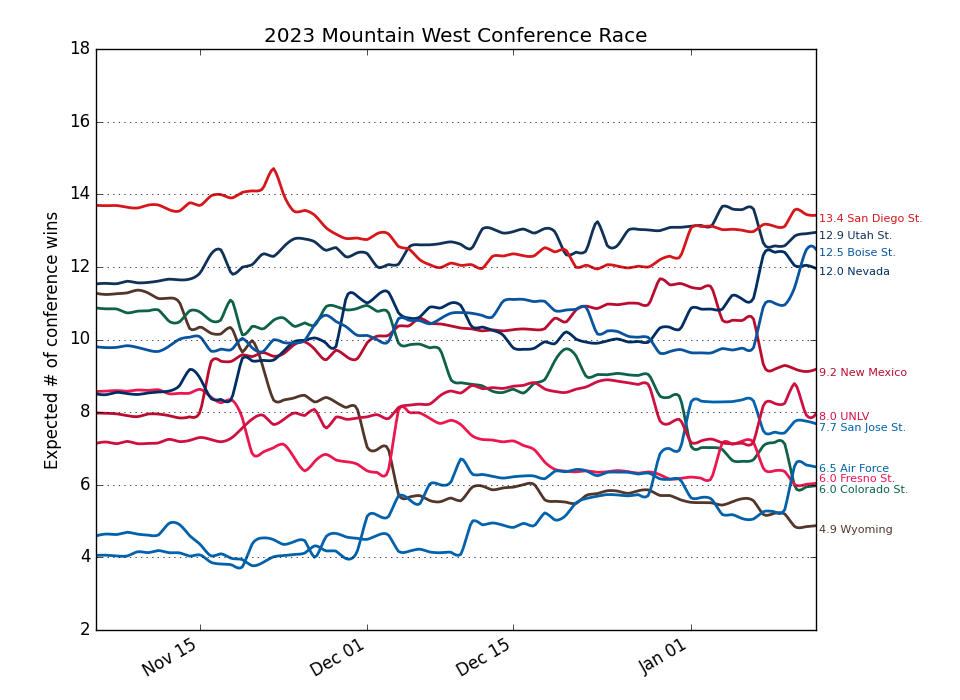 2023 Mountain West Conference Race
Expected # of conference wins
18
16
14
12
10
8
6
4
2
Nov 15
Dec 01
Dec 15
Jan 01
13.4 San Diego St.
12.9 Utah St.
12.5 Boise St.
12.0 Nevada
9.2 New Mexico
8.0 UNLV
7.7 San Jose St.
6.5 Air Force
6.0 Fresno St.
6.0 Colorado St.
4.9 Wyoming